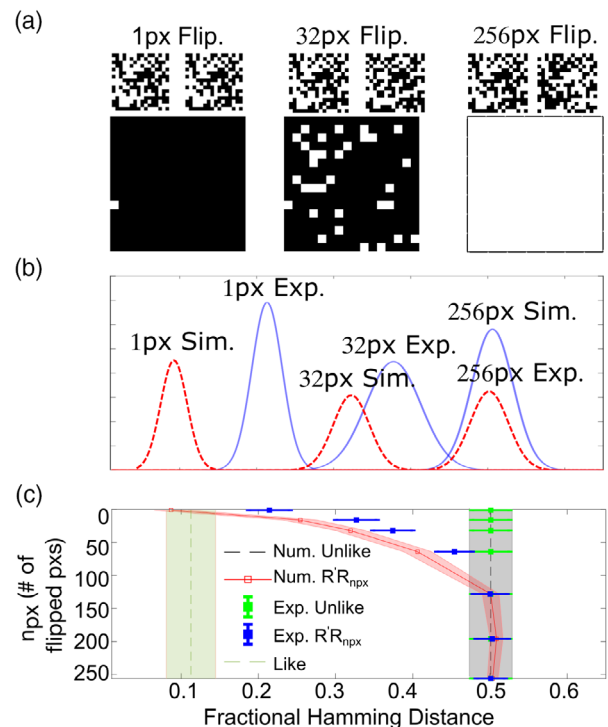 (a)
1px Flip. 32px Flip. 256px Flip.
(b)
1px Exp. 256px Sim.
1px Sim. 32px Exp.
32px Sim. 256px Exp.
(c)
0
50
100
150
200
250
npx (# of
flipped pxs)
Num. Unlike
Num. R'Rnpx
Exp. Unlike
Exp. R'Rnpx
Like
0.1 0.2 0.3 0.4 0.5 0.6
Fractional Hamming Distance